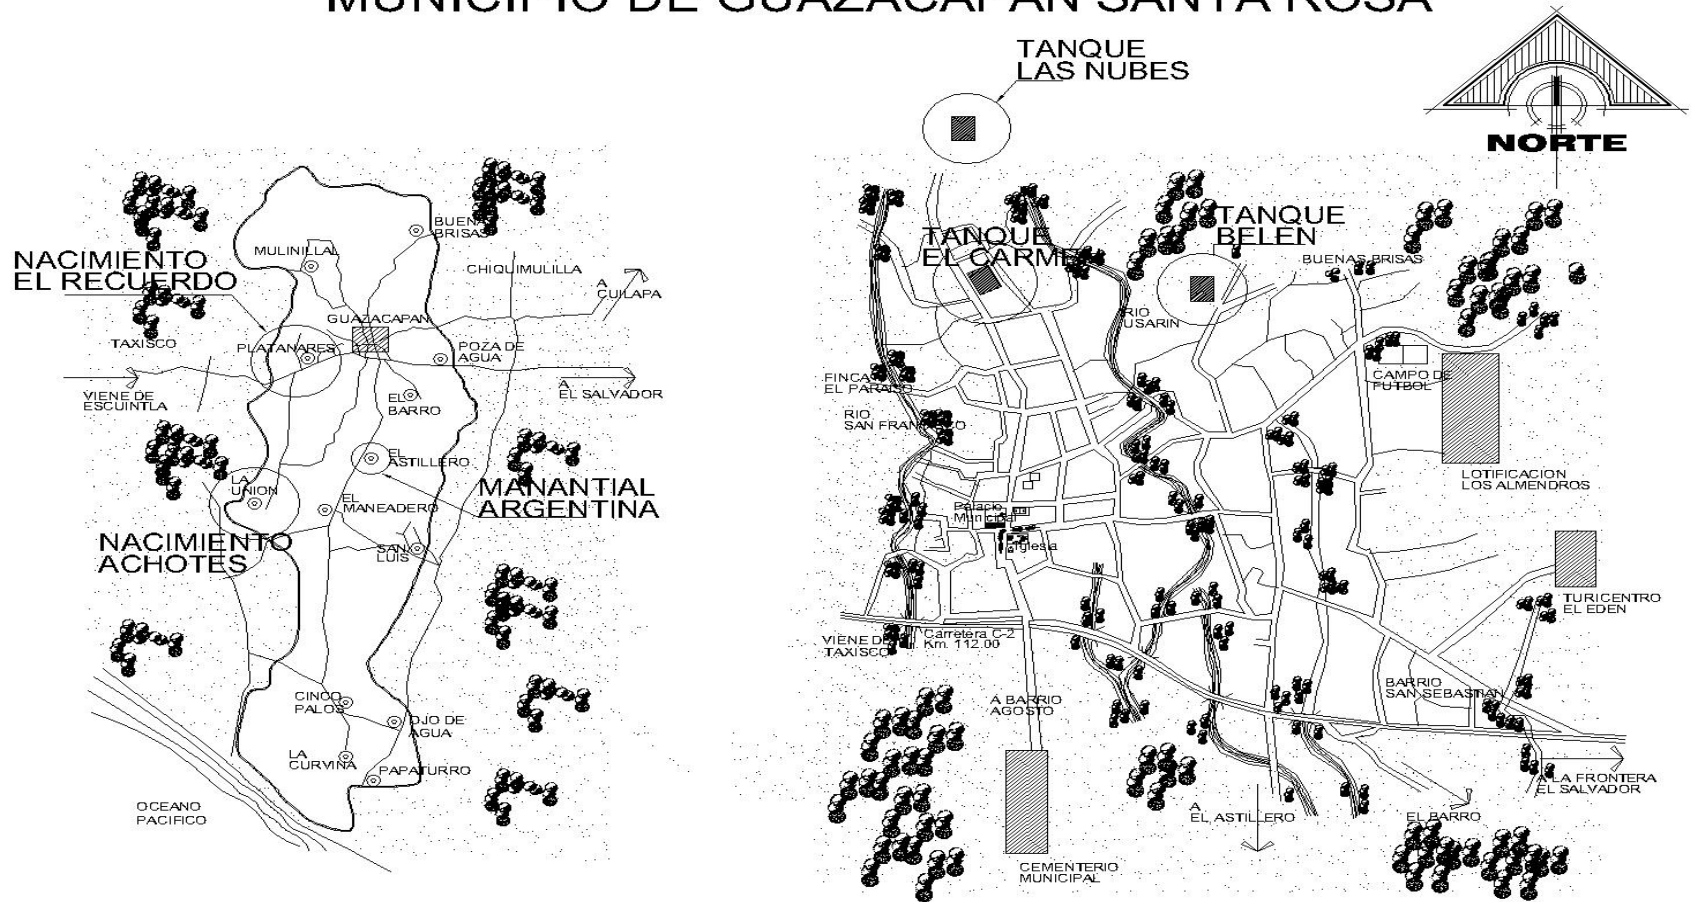 MUNICIPIO DE GUAZACAPAN SANTA ROSA
TANQUE
LAS NUBES
NORTE
NACIMIENTO
EL RECUERDO
MULINILLAL
BUENAS
BRISAS
CHIQUIMULILLA
A
CUILAPA
GUAZACAPAN
TAXISCO
PLATANARES
POZA DE
AGUA
VIENE DE
ESCUINTLA
A
EL SALVADOR
EL
BARRO
EL
ASTILLERO
LA
UNION
EL
MANEADERO
MANANTIAL
ARGENTINA
NACIMIENTO
ACHOTES
SAN
LUIS
CINCO
PALOS
OJO DE
AGUA
LA
CURVINA
PAPATURRO
OCEANO
PACIFICO
TANQUE
EL CARMEN
TANQUE
BELEN
BUENAS BRISAS
RIO
USARIN
FINCA
EL PARAISO
RIO
SAN FRANCISCO
CAMPO DE
FUTBOL
LOTIFICACION
LOS ALMENDROS
Palacio
Municipal
Iglesia
TURICENTRO
EL EDEN
VIENE DE
TAXISCO
Carretera C-2
Km. 112.00
A BARRIO
AGOSTO
BARRIO
SAN SEBASTIAN
A LA FRONTERA
EL SALVADOR
A
EL ASTILLERO
EL BARRO
CEMENTERIO
MUNICIPAL